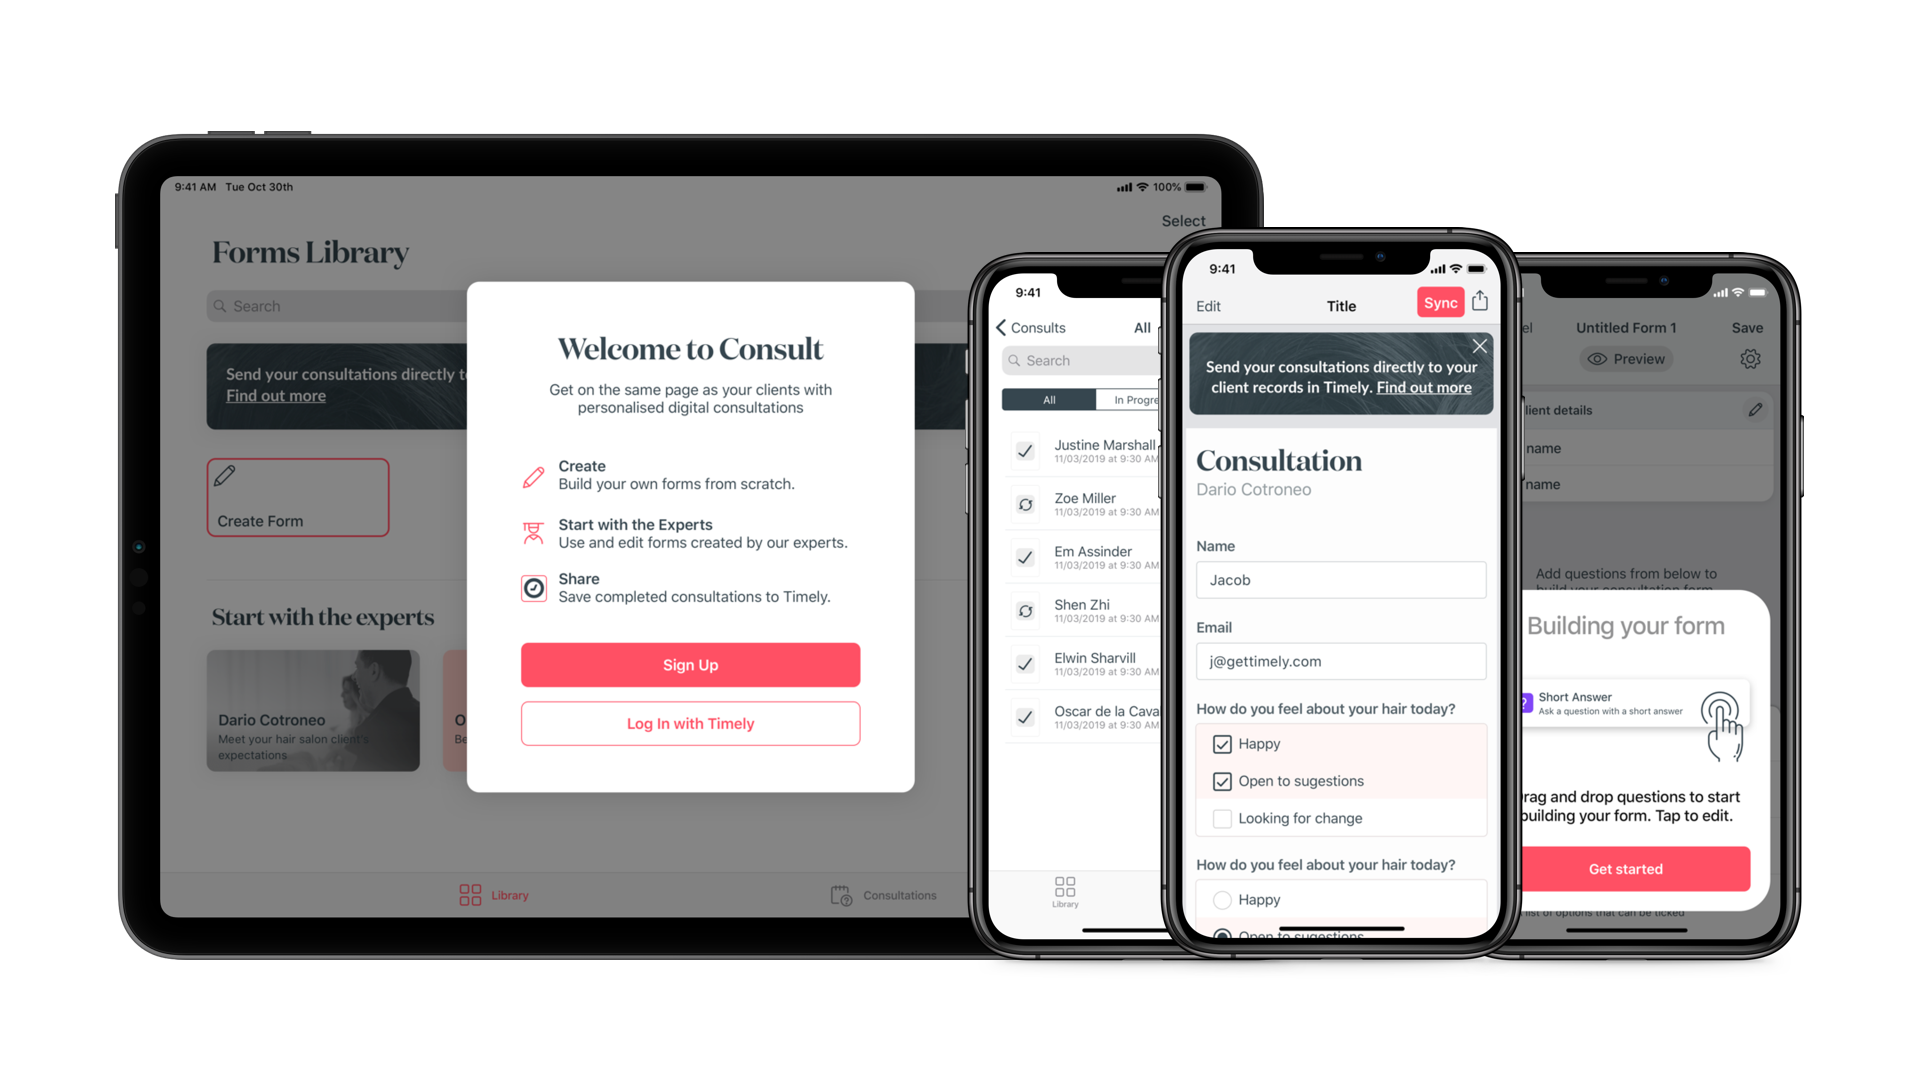 9:41 AM Tue Oct 30th
100%
Select
Forms Library
Search
Send your consultations directly
Find out more
Create Form
Start with the experts
Dario Cotroneo
Meet your hair salon client's
expectations
Library
Consultations
Welcome to Consult
Get on the same page as your clients with
personalised digital consultations
Create
Build your own forms from scratch.
Start with the Experts
Use and edit forms created by our experts.
Share
Save completed consultations to Timely.
Sign Up
Log In with Timely
9:41
Consults
All
Search
All
In Progre
Justine Marshall
11/03/2019 at 9:30 AM
Zoe Miller
11/03/2019 at 9:30 AM
Em Assinder
11/03/2019 at 9:30 AM
Shen Zhi
11/03/2019 at 9:30 AM
Elwin Sharvill
11/03/2019 at 9:30 AM
Oscar de la Cava
11/03/2019 at 9:30 AM
Library
9:41
Edit
Title
Sync
Send your consultations directly to your
client records in Timely. Find out more
Consultation
Dario Cotroneo
Name
Jacob
Email
j@gettimely.com
How do you feel about your hair today?
Happy
Open to sugestions
Looking for change
How do you feel about your hair today?
Happy
Open to sugestions
Untitled Form 1
Save
Preview
lient details
name
name
Add questions from below to
build your consultation form
Building your form
Short Answer
Ask a question with a short answer
rag and drop questions to start
building your form. Tap to edit.
Get started
list of options that can be ticked